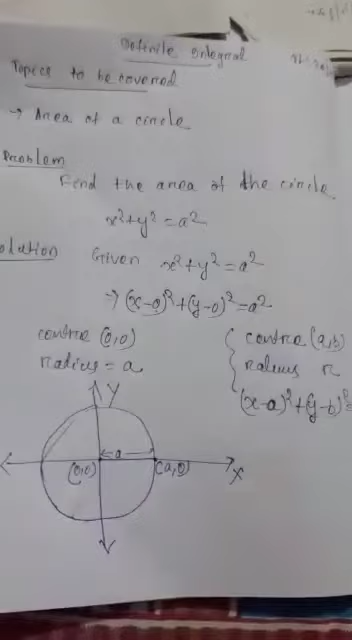 Definite Integral
Topics to be covered
→ Area of a circle
Problem
Find the area of the circle
x²+y² = a²
olution Given x²+y² = a²
→ (x-0)²+(y-0)² = a²
centre (0,0)
radius = a
centre (a,b)
radius r
(x-a)²+(y-b)²=
Y
a
(0,0) (a,0) X